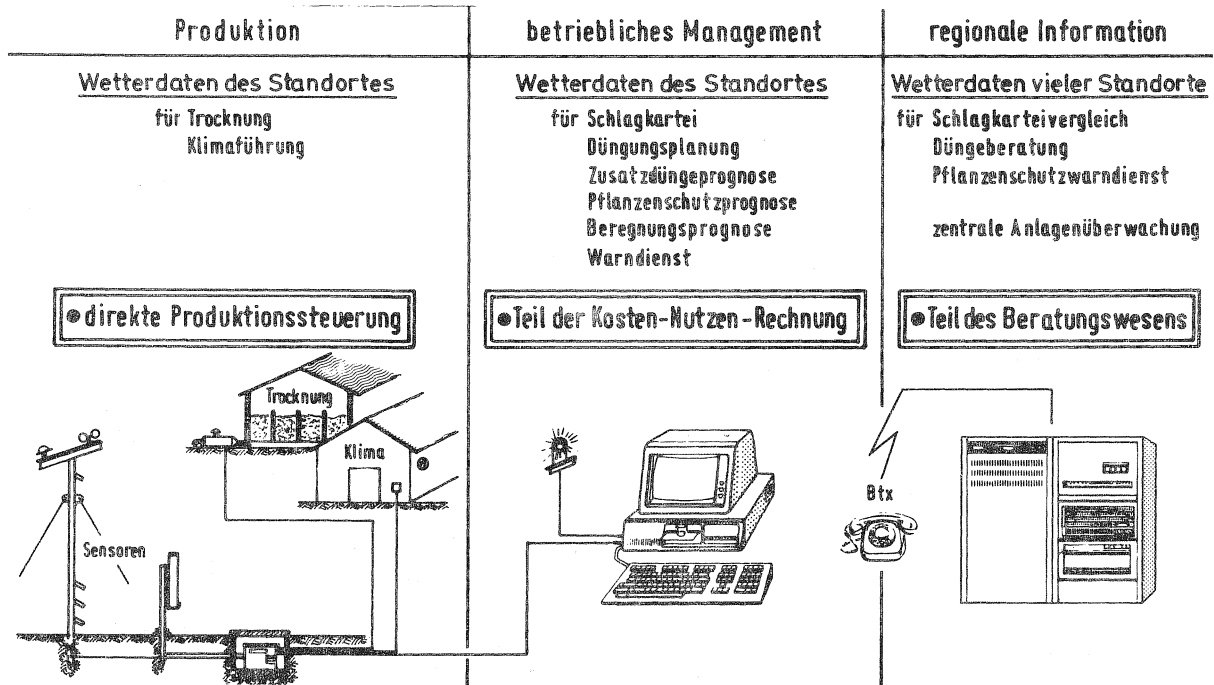 Produktion
Wetterdaten des Standortes
für Trocknung
Klimaführung
direkte Produktionssteuerung
Trocknung
Klima
Sensoren
betriebliches Management
Wetterdaten des Standortes
für Schlagkartei
Düngungsplanung
Zusatzdüngeprognose
Pflanzenschutzprognose
Beregnungsprognose
Warndienst
Teil der Kosten-Nutzen-Rechnung
regionale Information
Wetterdaten vieler Standorte
für Schlagkarteivergleich
Düngeberatung
Pflanzenschutzwarndienst
zentrale Anlagenüberwachung
Teil des Beratungswesens
Btx